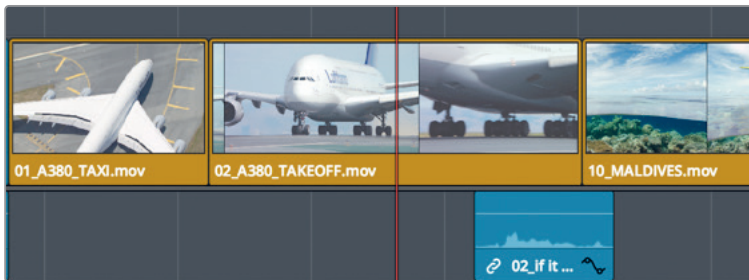 01_A380_TAXI.mov
02_A380_TAKEOFF.mov
10_MALDIVES.mov
02_if it ...